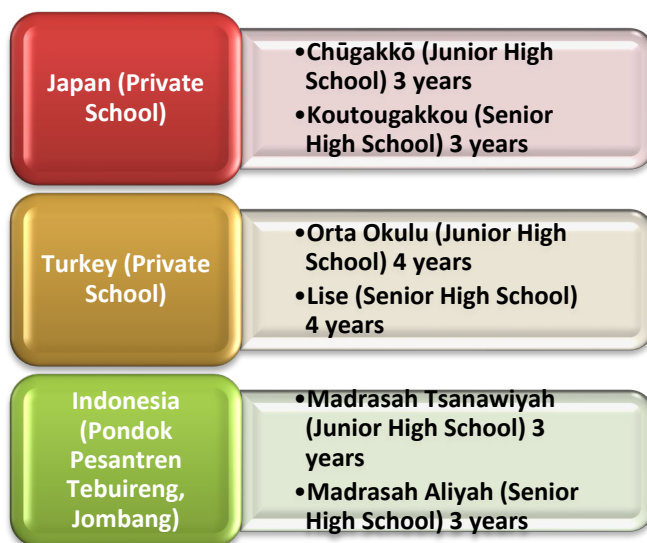 Japan (Private
School)
•Chūgakkō (Junior High
School) 3 years
•Koutougakkou (Senior
High School) 3 years
Turkey (Private
School)
•Orta Okulu (Junior High
School) 4 years
•Lise (Senior High School)
4 years
Indonesia
(Pondok
Pesantren
Tebuireng,
Jombang)
•Madrasah Tsanawiyah
(Junior High School) 3
years
•Madrasah Aliyah (Senior
High School) 3 years